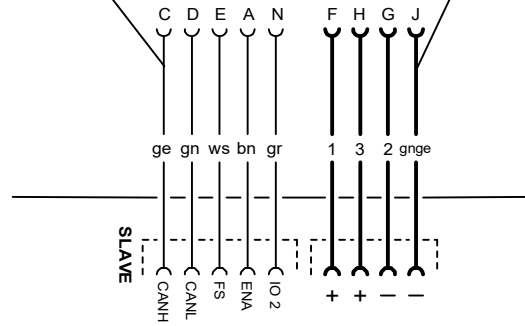 C D E A N F H G J
ge gn ws bn gr 1 3 2 gnge
SLAVE
CANH CANL FS ENA IO 2 + + − −